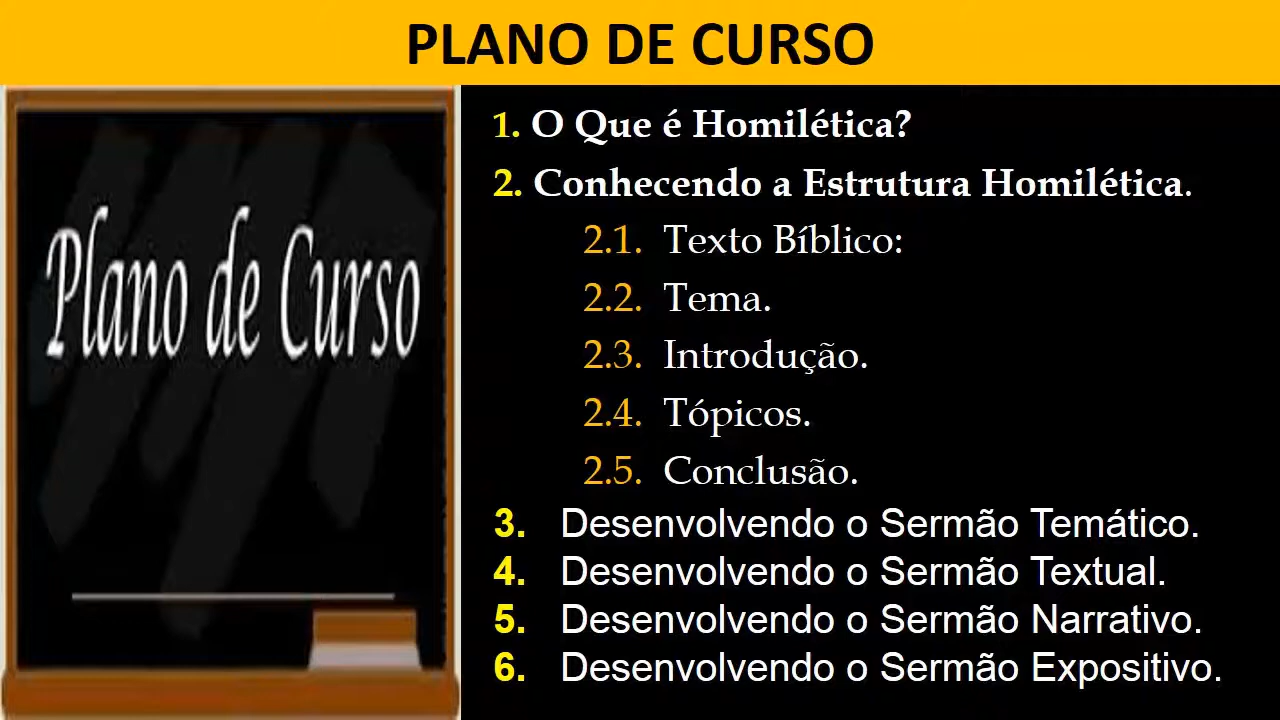 PLANO DE CURSO
Plano de Curso
1. O Que é Homilética?
2. Conhecendo a Estrutura Homilética.
2.1. Texto Bíblico:
2.2. Tema.
2.3. Introdução.
2.4. Tópicos.
2.5. Conclusão.
3. Desenvolvendo o Sermão Temático.
4. Desenvolvendo o Sermão Textual.
5. Desenvolvendo o Sermão Narrativo.
6. Desenvolvendo o Sermão Expositivo.